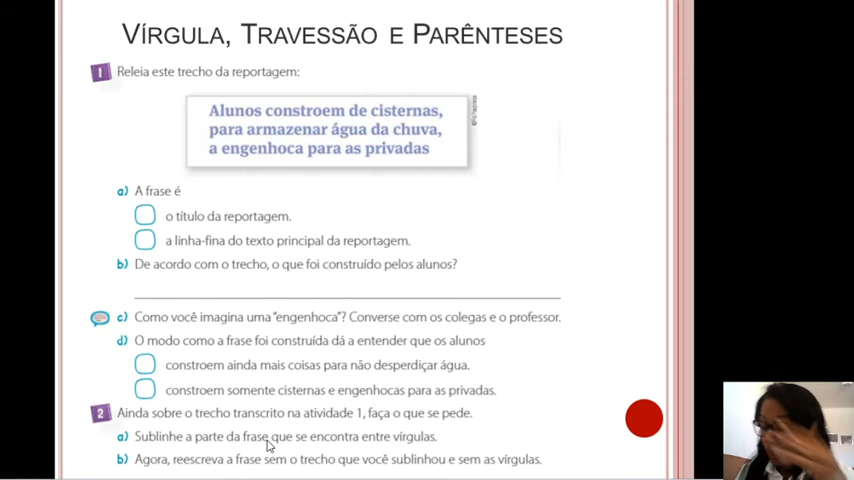 VÍRGULA, TRAVESSÃO E PARÊNTESES
1 Releia este trecho da reportagem:
Alunos constroem de cisternas,
para armazenar água da chuva,
a engenhoca para as privadas
a) A frase é
o título da reportagem.
a linha-fina do texto principal da reportagem.
b) De acordo com o trecho, o que foi construído pelos alunos?
c) Como você imagina uma "engenhoca"? Converse com os colegas e o professor.
d) O modo como a frase foi construída dá a entender que os alunos
constroem ainda mais coisas para não desperdiçar água.
constroem somente cisternas e engenhocas para as privadas.
2 Ainda sobre o trecho transcrito na atividade 1, faça o que se pede.
a) Sublinhe a parte da frase que se encontra entre vírgulas.
b) Agora, reescreva a frase sem o trecho que você sublinhou e sem as vírgulas.